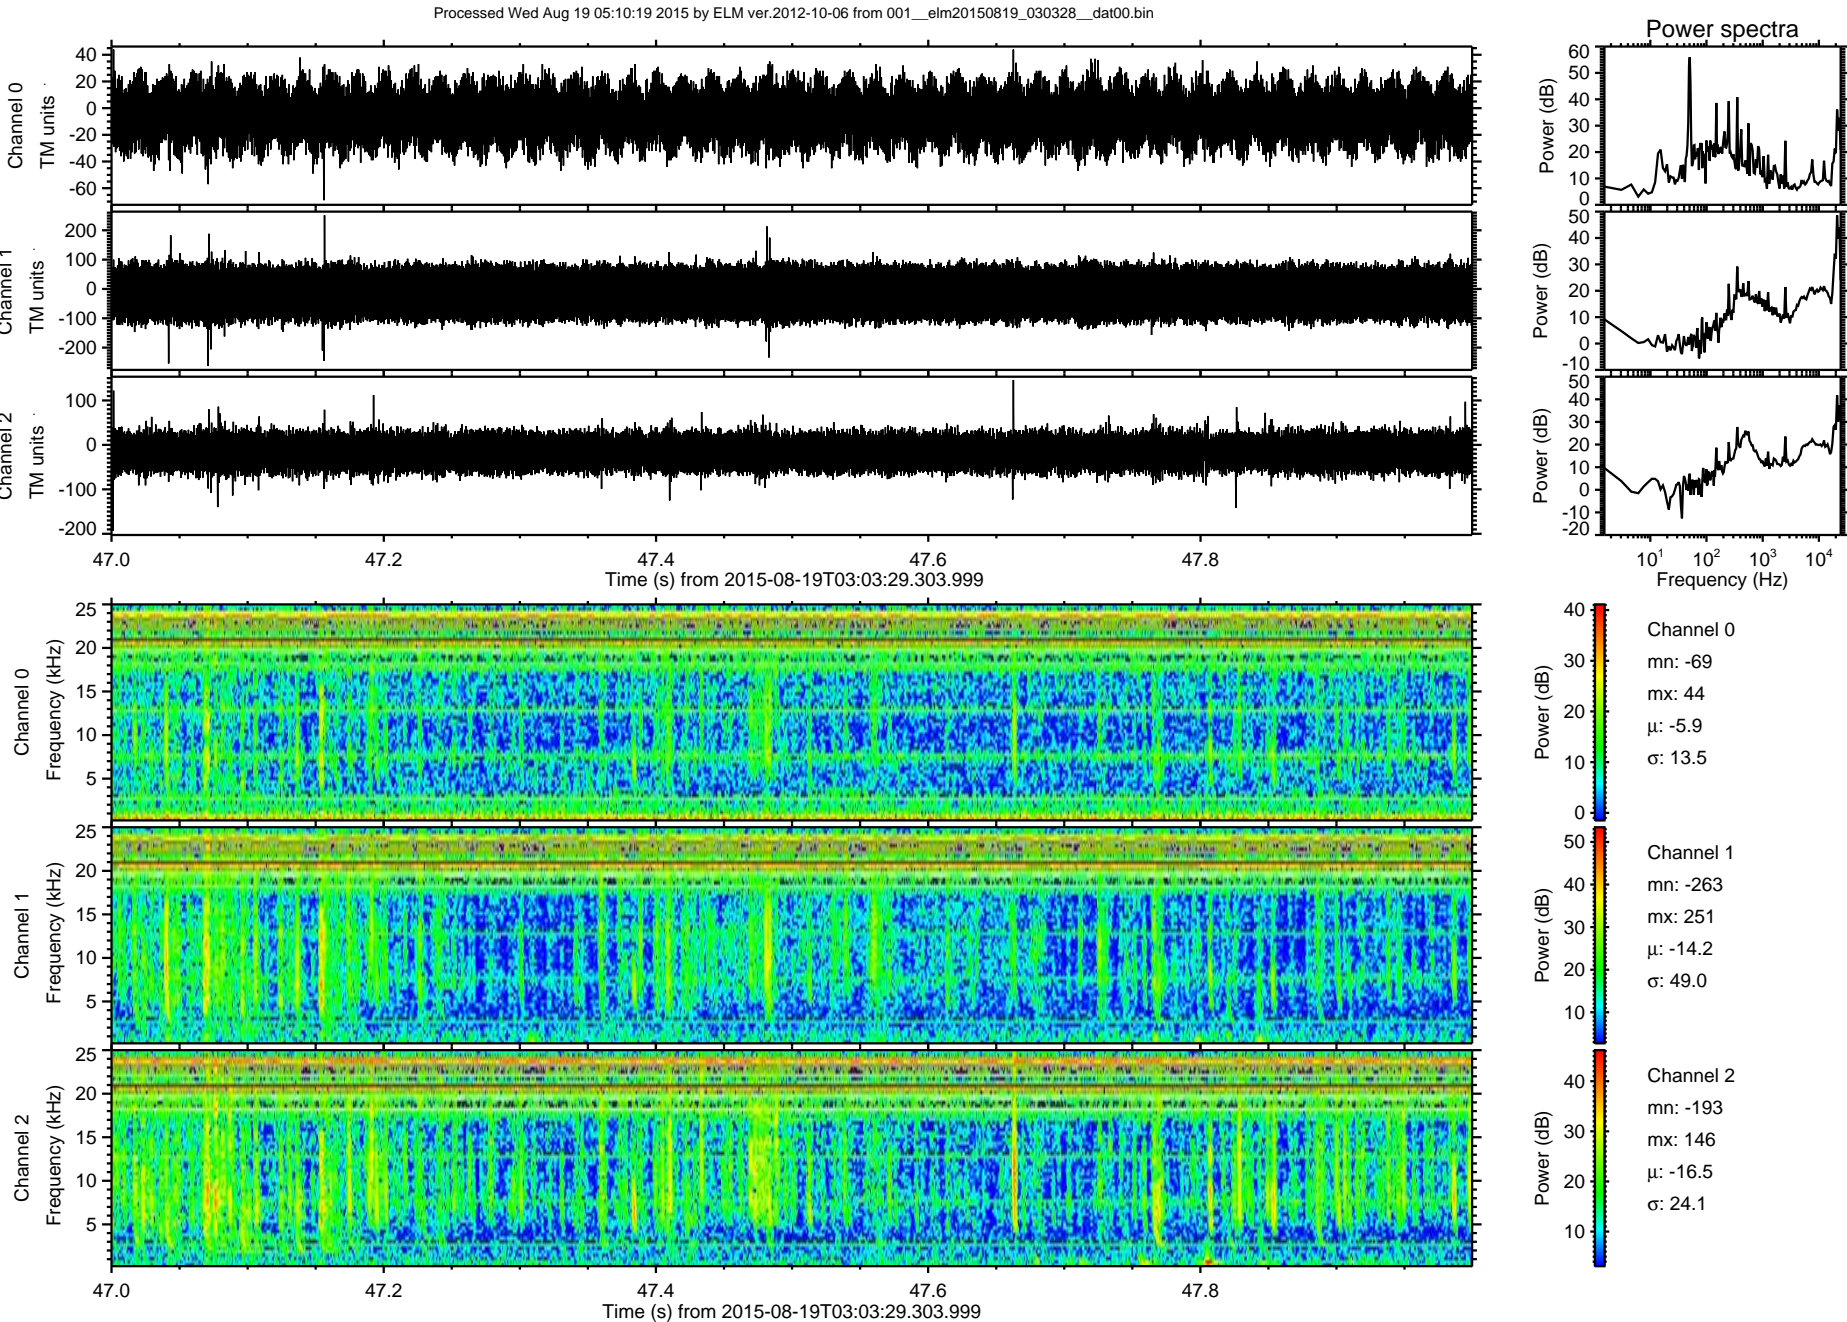 Processed Wed Aug 19 05:10:19 2015 by ELM ver.2012-10-06 from 001__elm20150819_030328__dat00.bin
Power spectra
Channel 0
TM units
40
20
0
-20
-40
-60
Power (dB)
60
50
40
30
20
10
0
Channel 1
TM units
200
100
0
-100
-200
Power (dB)
50
40
30
20
10
0
-10
Channel 2
TM units
100
0
-100
-200
Power (dB)
50
40
30
20
10
0
-10
-20
47.0 47.2 47.4 47.6 47.8
Time (s) from 2015-08-19T03:03:29.303.999
10¹ 10² 10³ 10⁴
Frequency (Hz)
Channel 0
Frequency (kHz)
25
20
15
10
5
Power (dB)
40
30
20
10
0
Channel 0
mn: -69
mx: 44
μ: -5.9
σ: 13.5
Channel 1
Frequency (kHz)
25
20
15
10
5
Power (dB)
50
40
30
20
10
Channel 1
mn: -263
mx: 251
μ: -14.2
σ: 49.0
Channel 2
Frequency (kHz)
25
20
15
10
5
Power (dB)
40
30
20
10
Channel 2
mn: -193
mx: 146
μ: -16.5
σ: 24.1
47.0 47.2 47.4 47.6 47.8
Time (s) from 2015-08-19T03:03:29.303.999